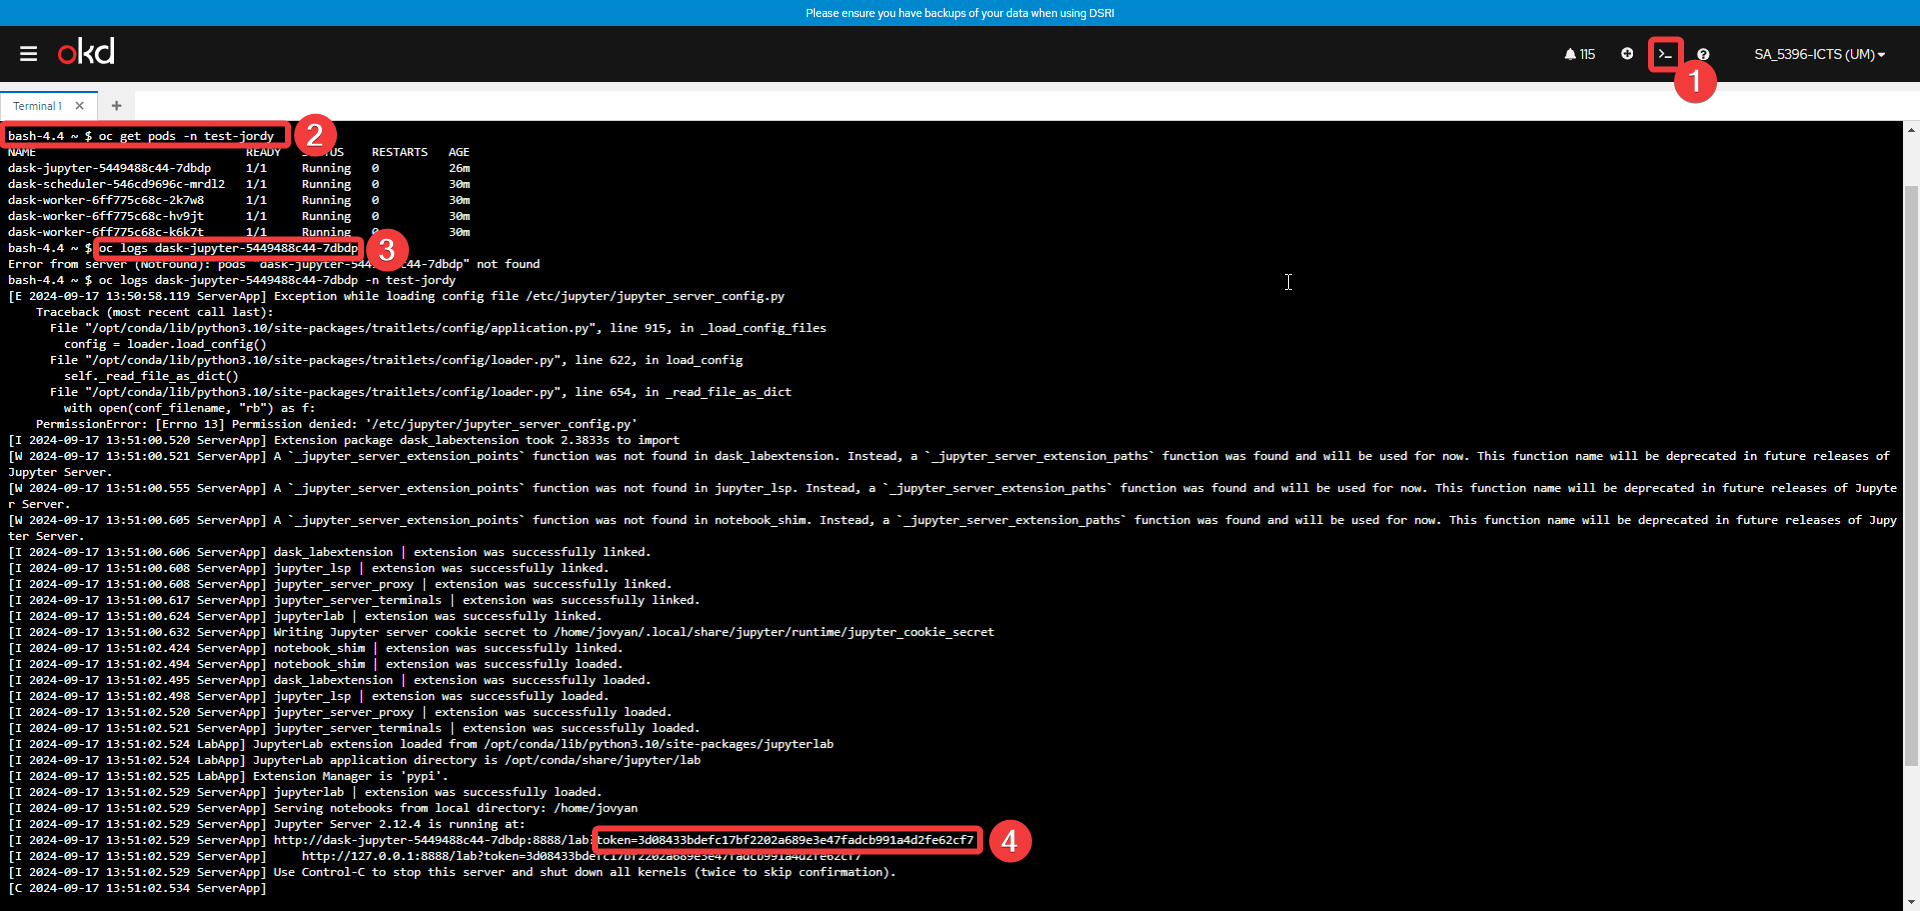 Please ensure you have backups of your data when using DSRI
okd
115
SA_5396-ICTS (UM)
1
Terminal 1
bash-4.4 ~ $ oc get pods -n test-jordy
2
NAME READY STATUS RESTARTS AGE
dask-jupyter-5449488c44-7dbdp 1/1 Running 0 26m
dask-scheduler-546cd9696c-mrdl2 1/1 Running 0 30m
dask-worker-6ff775c68c-2k7w8 1/1 Running 0 30m
dask-worker-6ff775c68c-hv9jt 1/1 Running 0 30m
dask-worker-6ff775c68c-k6k7t 1/1 Running 0 30m
bash-4.4 ~ $ oc logs dask-jupyter-5449488c44-7dbdp
3
Error from server (NotFound): pods "dask-jupyter-5449488c44-7dbdp" not found
bash-4.4 ~ $ oc logs dask-jupyter-5449488c44-7dbdp -n test-jordy
[E 2024-09-17 13:50:58.119 ServerApp] Exception while loading config file /etc/jupyter/jupyter_server_config.py
Traceback (most recent call last):
File "/opt/conda/lib/python3.10/site-packages/traitlets/config/application.py", line 915, in _load_config_files
config = loader.load_config()
File "/opt/conda/lib/python3.10/site-packages/traitlets/config/loader.py", line 622, in load_config
self._read_file_as_dict()
File "/opt/conda/lib/python3.10/site-packages/traitlets/config/loader.py", line 654, in _read_file_as_dict
with open(conf_filename, "rb") as f:
PermissionError: [Errno 13] Permission denied: '/etc/jupyter/jupyter_server_config.py'
[I 2024-09-17 13:51:00.520 ServerApp] Extension package dask_labextension took 2.3833s to import
[W 2024-09-17 13:51:00.521 ServerApp] A `_jupyter_server_extension_points` function was not found in dask_labextension. Instead, a `_jupyter_server_extension_paths` function was found and will be used for now. This function name will be deprecated in future releases of
Jupyter Server.
[W 2024-09-17 13:51:00.555 ServerApp] A `_jupyter_server_extension_points` function was not found in jupyter_lsp. Instead, a `_jupyter_server_extension_paths` function was found and will be used for now. This function name will be deprecated in future releases of Jupyte
r Server.
[W 2024-09-17 13:51:00.605 ServerApp] A `_jupyter_server_extension_points` function was not found in notebook_shim. Instead, a `_jupyter_server_extension_paths` function was found and will be used for now. This function name will be deprecated in future releases of Jupy
ter Server.
[I 2024-09-17 13:51:00.606 ServerApp] dask_labextension | extension was successfully linked.
[I 2024-09-17 13:51:00.608 ServerApp] jupyter_lsp | extension was successfully linked.
[I 2024-09-17 13:51:00.608 ServerApp] jupyter_server_proxy | extension was successfully linked.
[I 2024-09-17 13:51:00.617 ServerApp] jupyter_server_terminals | extension was successfully linked.
[I 2024-09-17 13:51:00.624 ServerApp] jupyterlab | extension was successfully linked.
[I 2024-09-17 13:51:00.632 ServerApp] Writing Jupyter server cookie secret to /home/jovyan/.local/share/jupyter/runtime/jupyter_cookie_secret
[I 2024-09-17 13:51:02.424 ServerApp] notebook_shim | extension was successfully linked.
[I 2024-09-17 13:51:02.494 ServerApp] notebook_shim | extension was successfully loaded.
[I 2024-09-17 13:51:02.495 ServerApp] dask_labextension | extension was successfully loaded.
[I 2024-09-17 13:51:02.498 ServerApp] jupyter_lsp | extension was successfully loaded.
[I 2024-09-17 13:51:02.520 ServerApp] jupyter_server_proxy | extension was successfully loaded.
[I 2024-09-17 13:51:02.521 ServerApp] jupyter_server_terminals | extension was successfully loaded.
[I 2024-09-17 13:51:02.524 LabApp] JupyterLab extension loaded from /opt/conda/lib/python3.10/site-packages/jupyterlab
[I 2024-09-17 13:51:02.524 LabApp] JupyterLab application directory is /opt/conda/share/jupyter/lab
[I 2024-09-17 13:51:02.525 LabApp] Extension Manager is 'pypi'.
[I 2024-09-17 13:51:02.529 ServerApp] jupyterlab | extension was successfully loaded.
[I 2024-09-17 13:51:02.529 ServerApp] Serving notebooks from local directory: /home/jovyan
[I 2024-09-17 13:51:02.529 ServerApp] Jupyter Server 2.12.4 is running at:
[I 2024-09-17 13:51:02.529 ServerApp] http://dask-jupyter-5449488c44-7dbdp:8888/lab?token=3d08433bdefc17bf2202a689e3e47fadcb991a4d2fe62cf7
4
[I 2024-09-17 13:51:02.529 ServerApp] http://127.0.0.1:8888/lab?token=3d08433bdefc17bf2202a689e3e47fadcb991a4d2fe62cf7
[I 2024-09-17 13:51:02.529 ServerApp] Use Control-C to stop this server and shut down all kernels (twice to skip confirmation).
[C 2024-09-17 13:51:02.534 ServerApp]